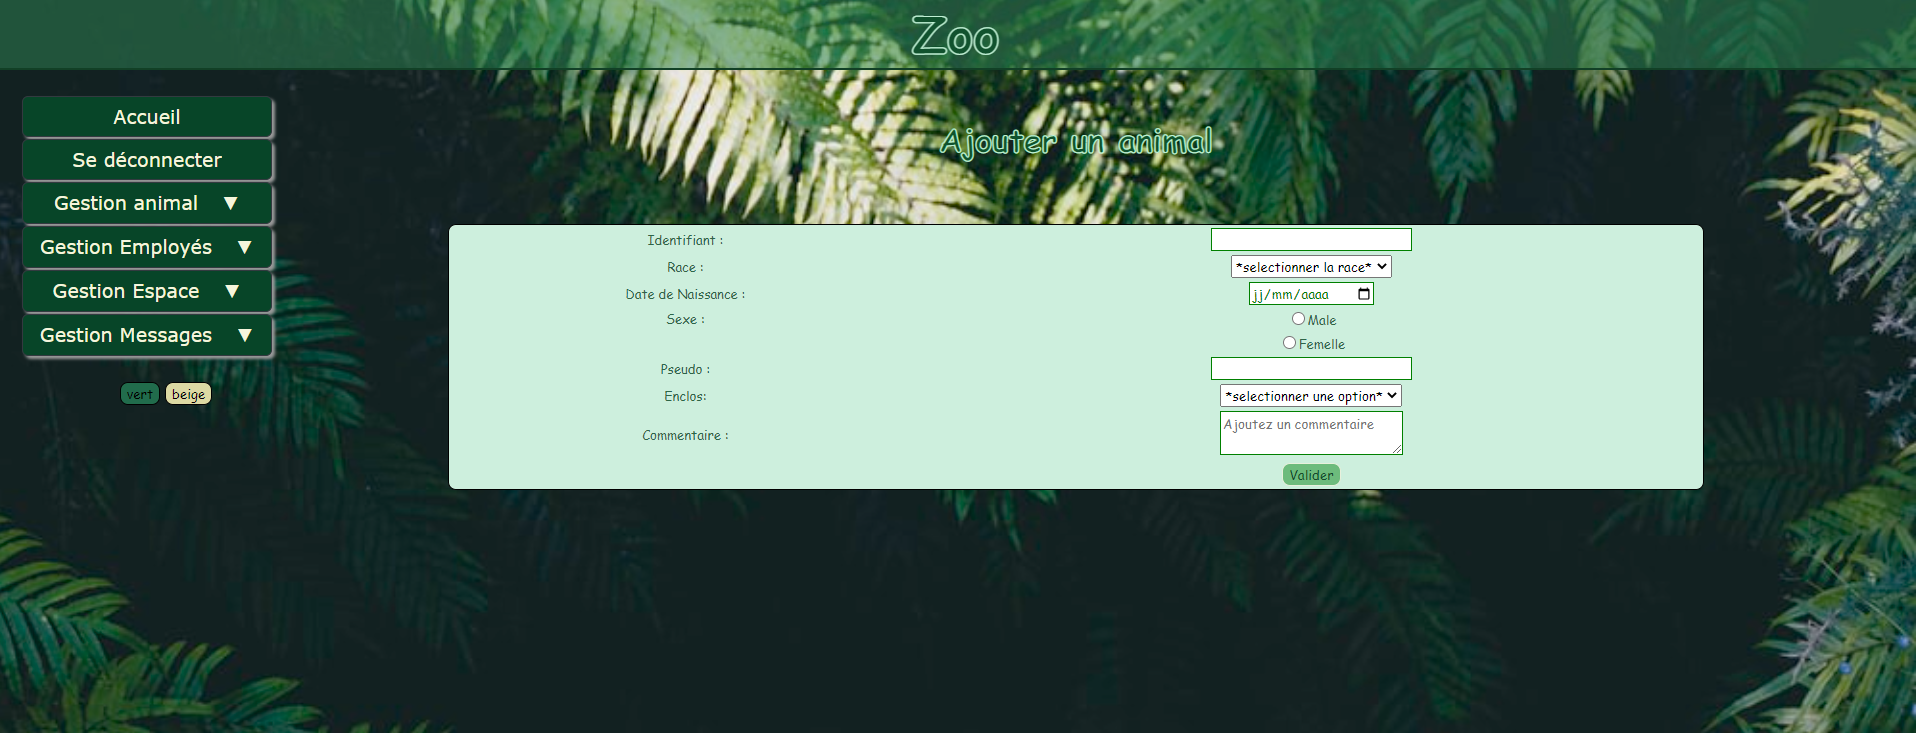 Zoo
Accueil
Se déconnecter
Gestion animal ▼
Gestion Employés ▼
Gestion Espace ▼
Gestion Messages ▼
vert beige
Ajouter un animal
Identifiant :
Race : *selectionner la race*
Date de Naissance : jj/mm/aaaa
Sexe : Male
Femelle
Pseudo :
Enclos: *selectionner une option*
Commentaire : Ajoutez un commentaire
Valider